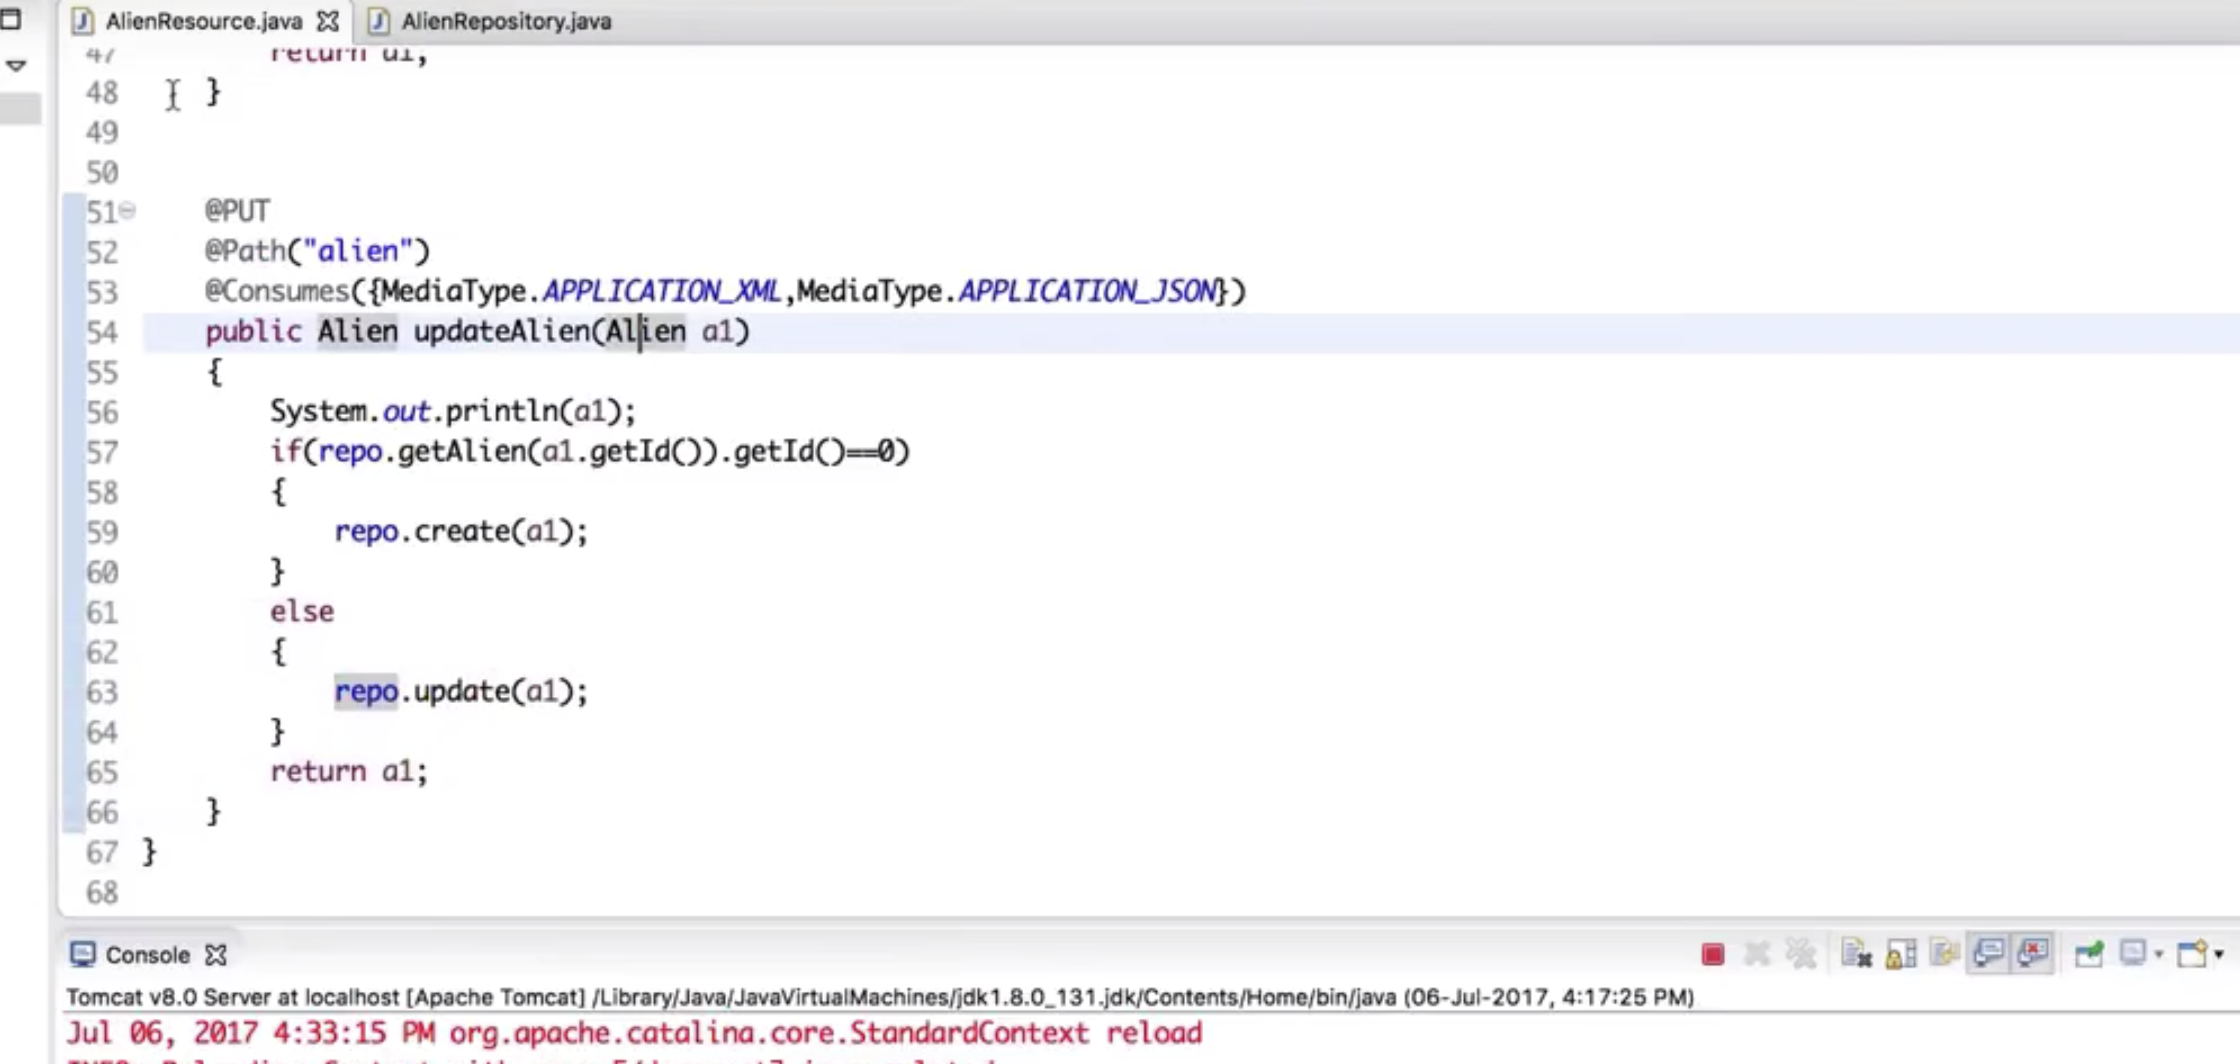 AlienResource.java AlienRepository.java
47 return a1;
48 }
49
50
51 @PUT
52 @Path("alien")
53 @Consumes({MediaType.APPLICATION_XML,MediaType.APPLICATION_JSON})
54 public Alien updateAlien(Alien a1)
55 {
56 System.out.println(a1);
57 if(repo.getAlien(a1.getId()).getId()==0)
58 {
59 repo.create(a1);
60 }
61 else
62 {
63 repo.update(a1);
64 }
65 return a1;
66 }
67 }
68
Console
Tomcat v8.0 Server at localhost [Apache Tomcat] /Library/Java/JavaVirtualMachines/jdk1.8.0_131.jdk/Contents/Home/bin/java (06-Jul-2017, 4:17:25 PM)
Jul 06, 2017 4:33:15 PM org.apache.catalina.core.StandardContext reload